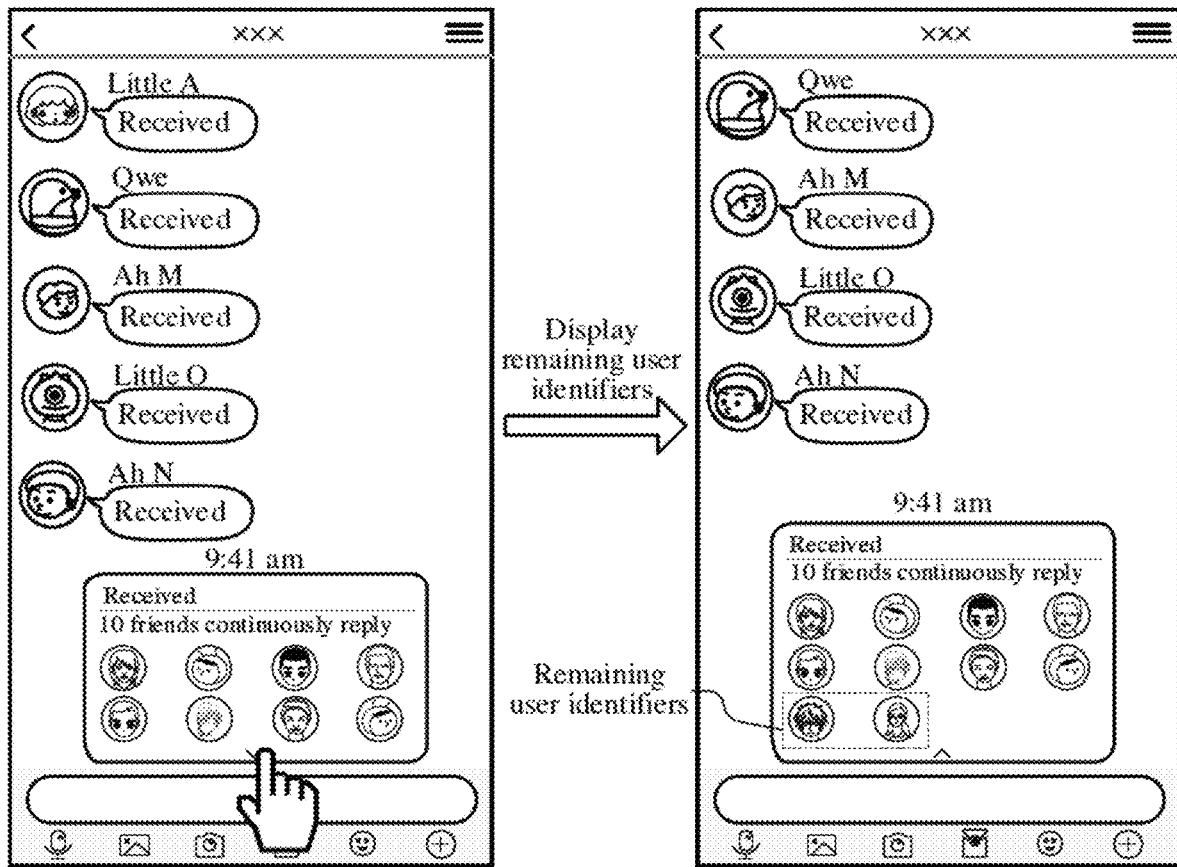 ×××
Little A
Received
Qwe
Received
Ah M
Received
Little O
Received
Ah N
Received
9:41 am
Received
10 friends continuously reply
Display
remaining user
identifiers
Remaining
user identifiers
×××
Qwe
Received
Ah M
Received
Little O
Received
Ah N
Received
9:41 am
Received
10 friends continuously reply